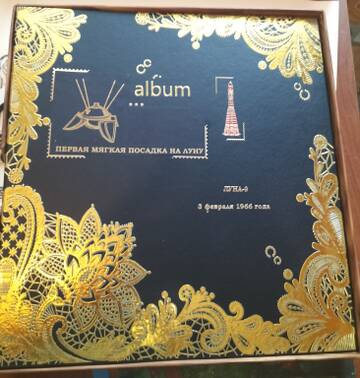 album
ПЕРВАЯ МЯГКАЯ ПОСАДКА НА ЛУНУ
ЛУНА-9
3 февраля 1966 года